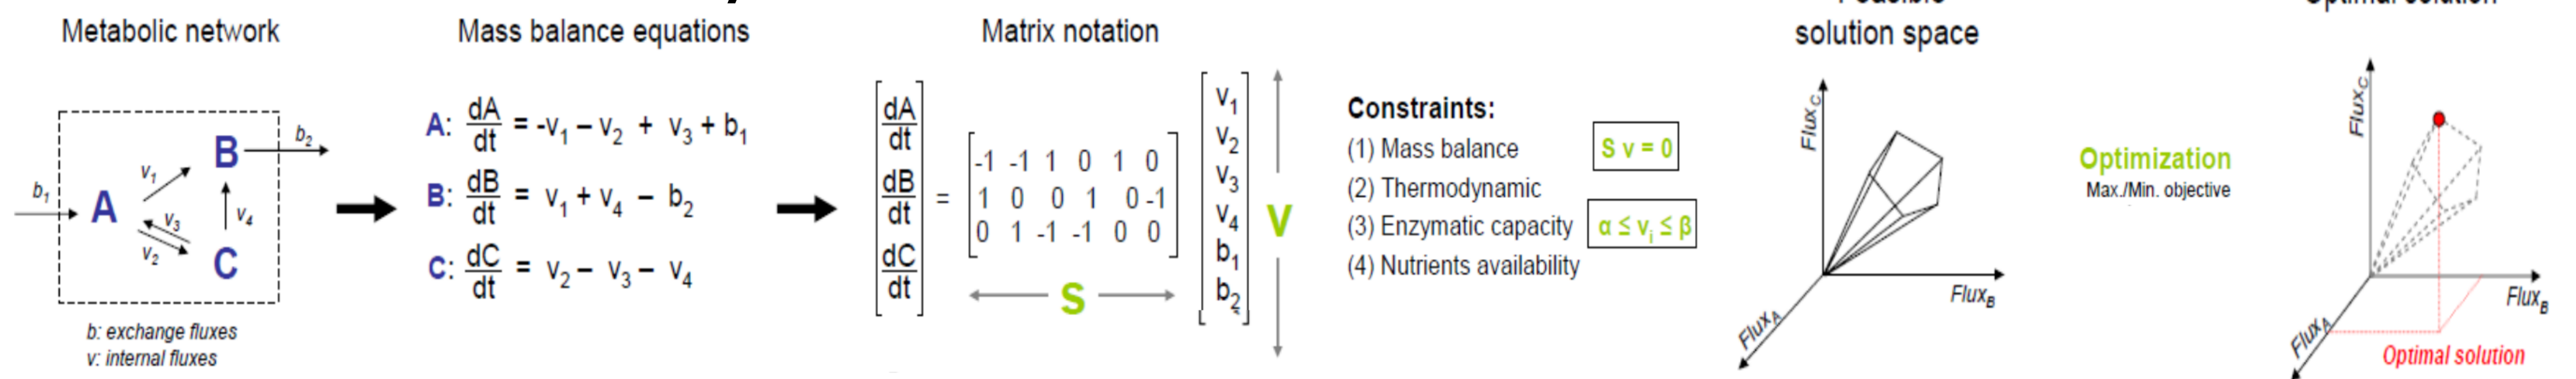 Metabolic network
b1
A
v1
B
b2
v3
v2
v4
C
b: exchange fluxes
v: internal fluxes
Mass balance equations
A: dA/dt = -v1 – v2 + v3 + b1
B: dB/dt = v1 + v4 – b2
C: dC/dt = v2 – v3 – v4
Matrix notation
dA/dt
dB/dt
dC/dt
=
-1 -1 1 0 1 0
1 0 0 1 0 -1
0 1 -1 -1 0 0
S
v1
v2
v3
v4
b1
b2
V
Constraints:
(1) Mass balance
S v = 0
(2) Thermodynamic
(3) Enzymatic capacity
α ≤ vi ≤ β
(4) Nutrients availability
Feasible
solution space
FluxC
FluxB
FluxA
Optimization
Max./Min. objective
Optimal solution
FluxC
FluxB
FluxA
Optimal solution